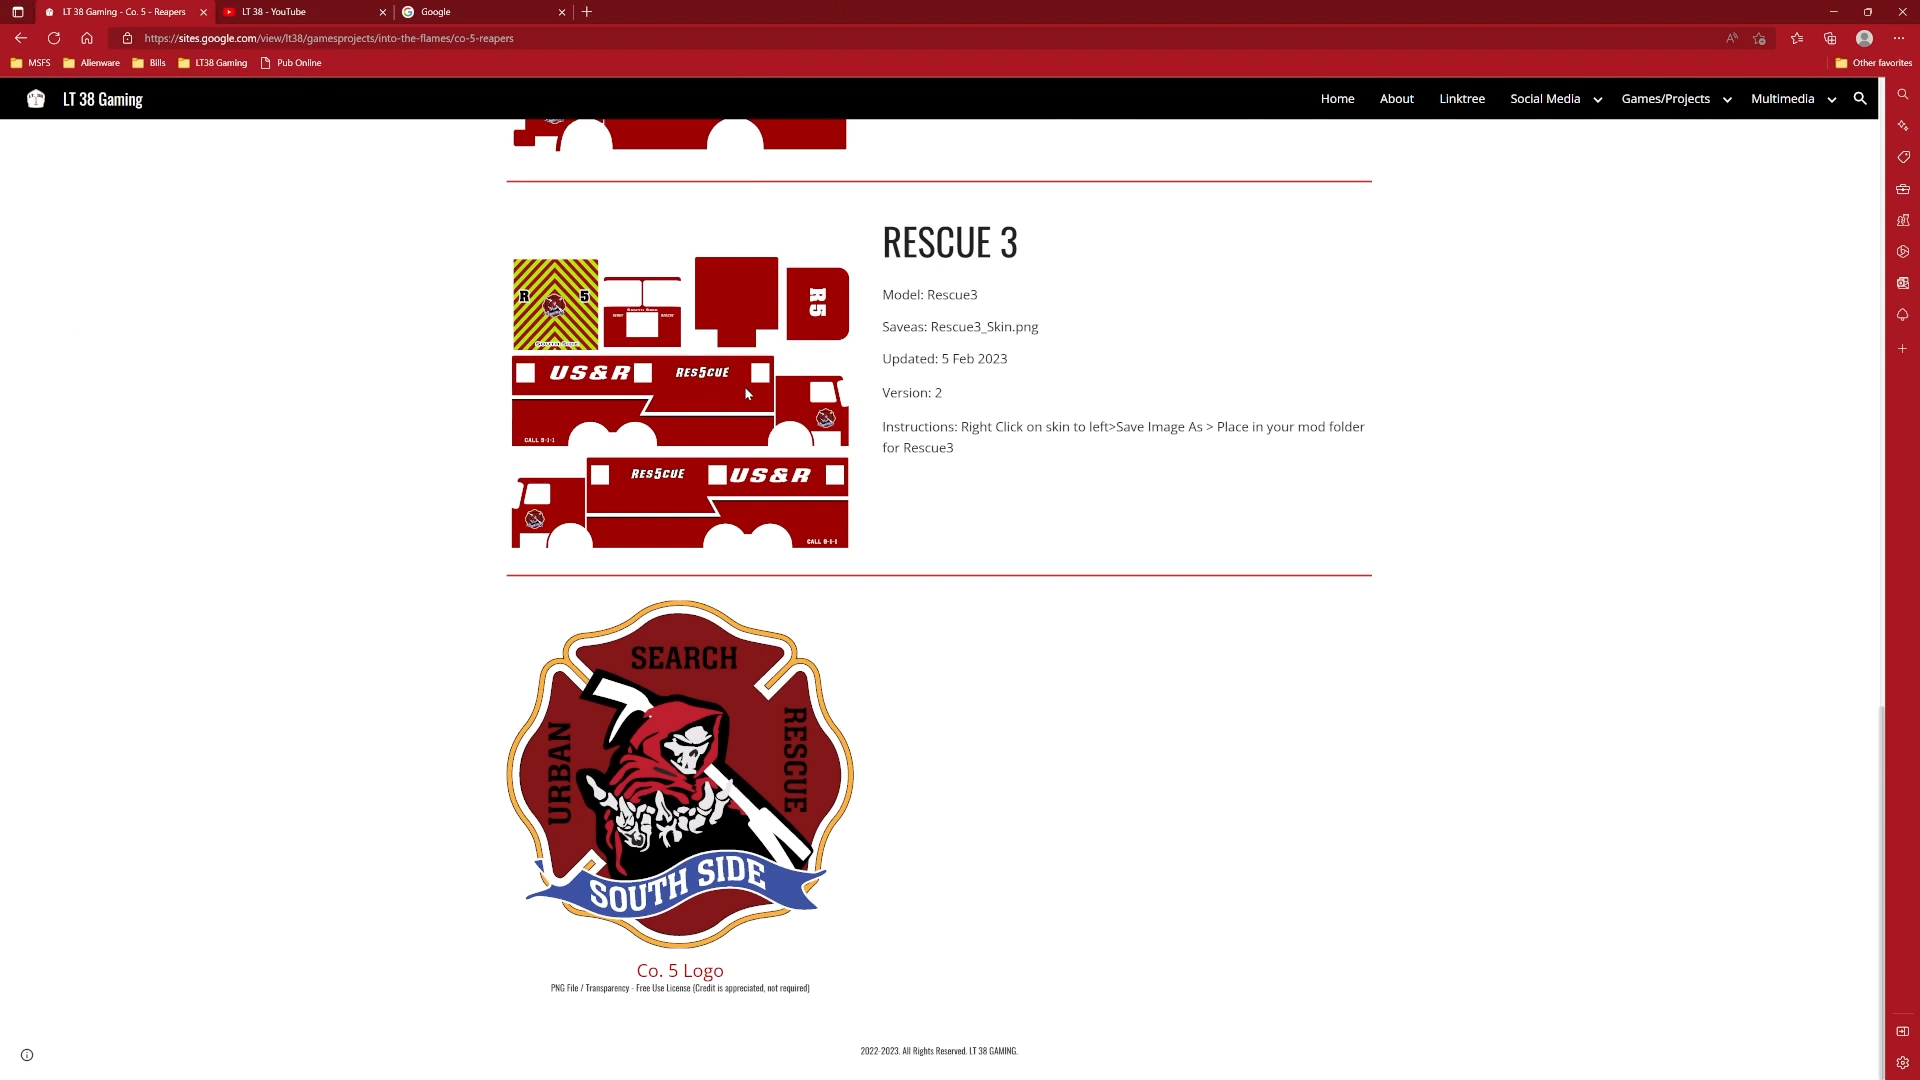 LT 38 Gaming - Co. 5 - Reapers
LT 38 - YouTube
Google
https://sites.google.com/view/lt38/gamesprojects/into-the-flames/co-5-reapers
MSFS
Alienware
Bills
LT38 Gaming
Pub Online
Other favorites
LT 38 Gaming
Home
About
Linktree
Social Media
Games/Projects
Multimedia
RESCUE 3
Model: Rescue3
Saveas: Rescue3_Skin.png
Updated: 5 Feb 2023
Version: 2
Instructions: Right Click on skin to left>Save Image As > Place in your mod folder
for Rescue3
R 5
R5
US&R
RES5CUE
CALL 9-1-1
RES5CUE
US&R
CALL 9-1-1
SEARCH
URBAN
RESCUE
SOUTH SIDE
Co. 5 Logo
PNG File / Transparency - Free Use License (Credit is appreciated, not required)
2022-2023. All Rights Reserved. LT 38 GAMING.